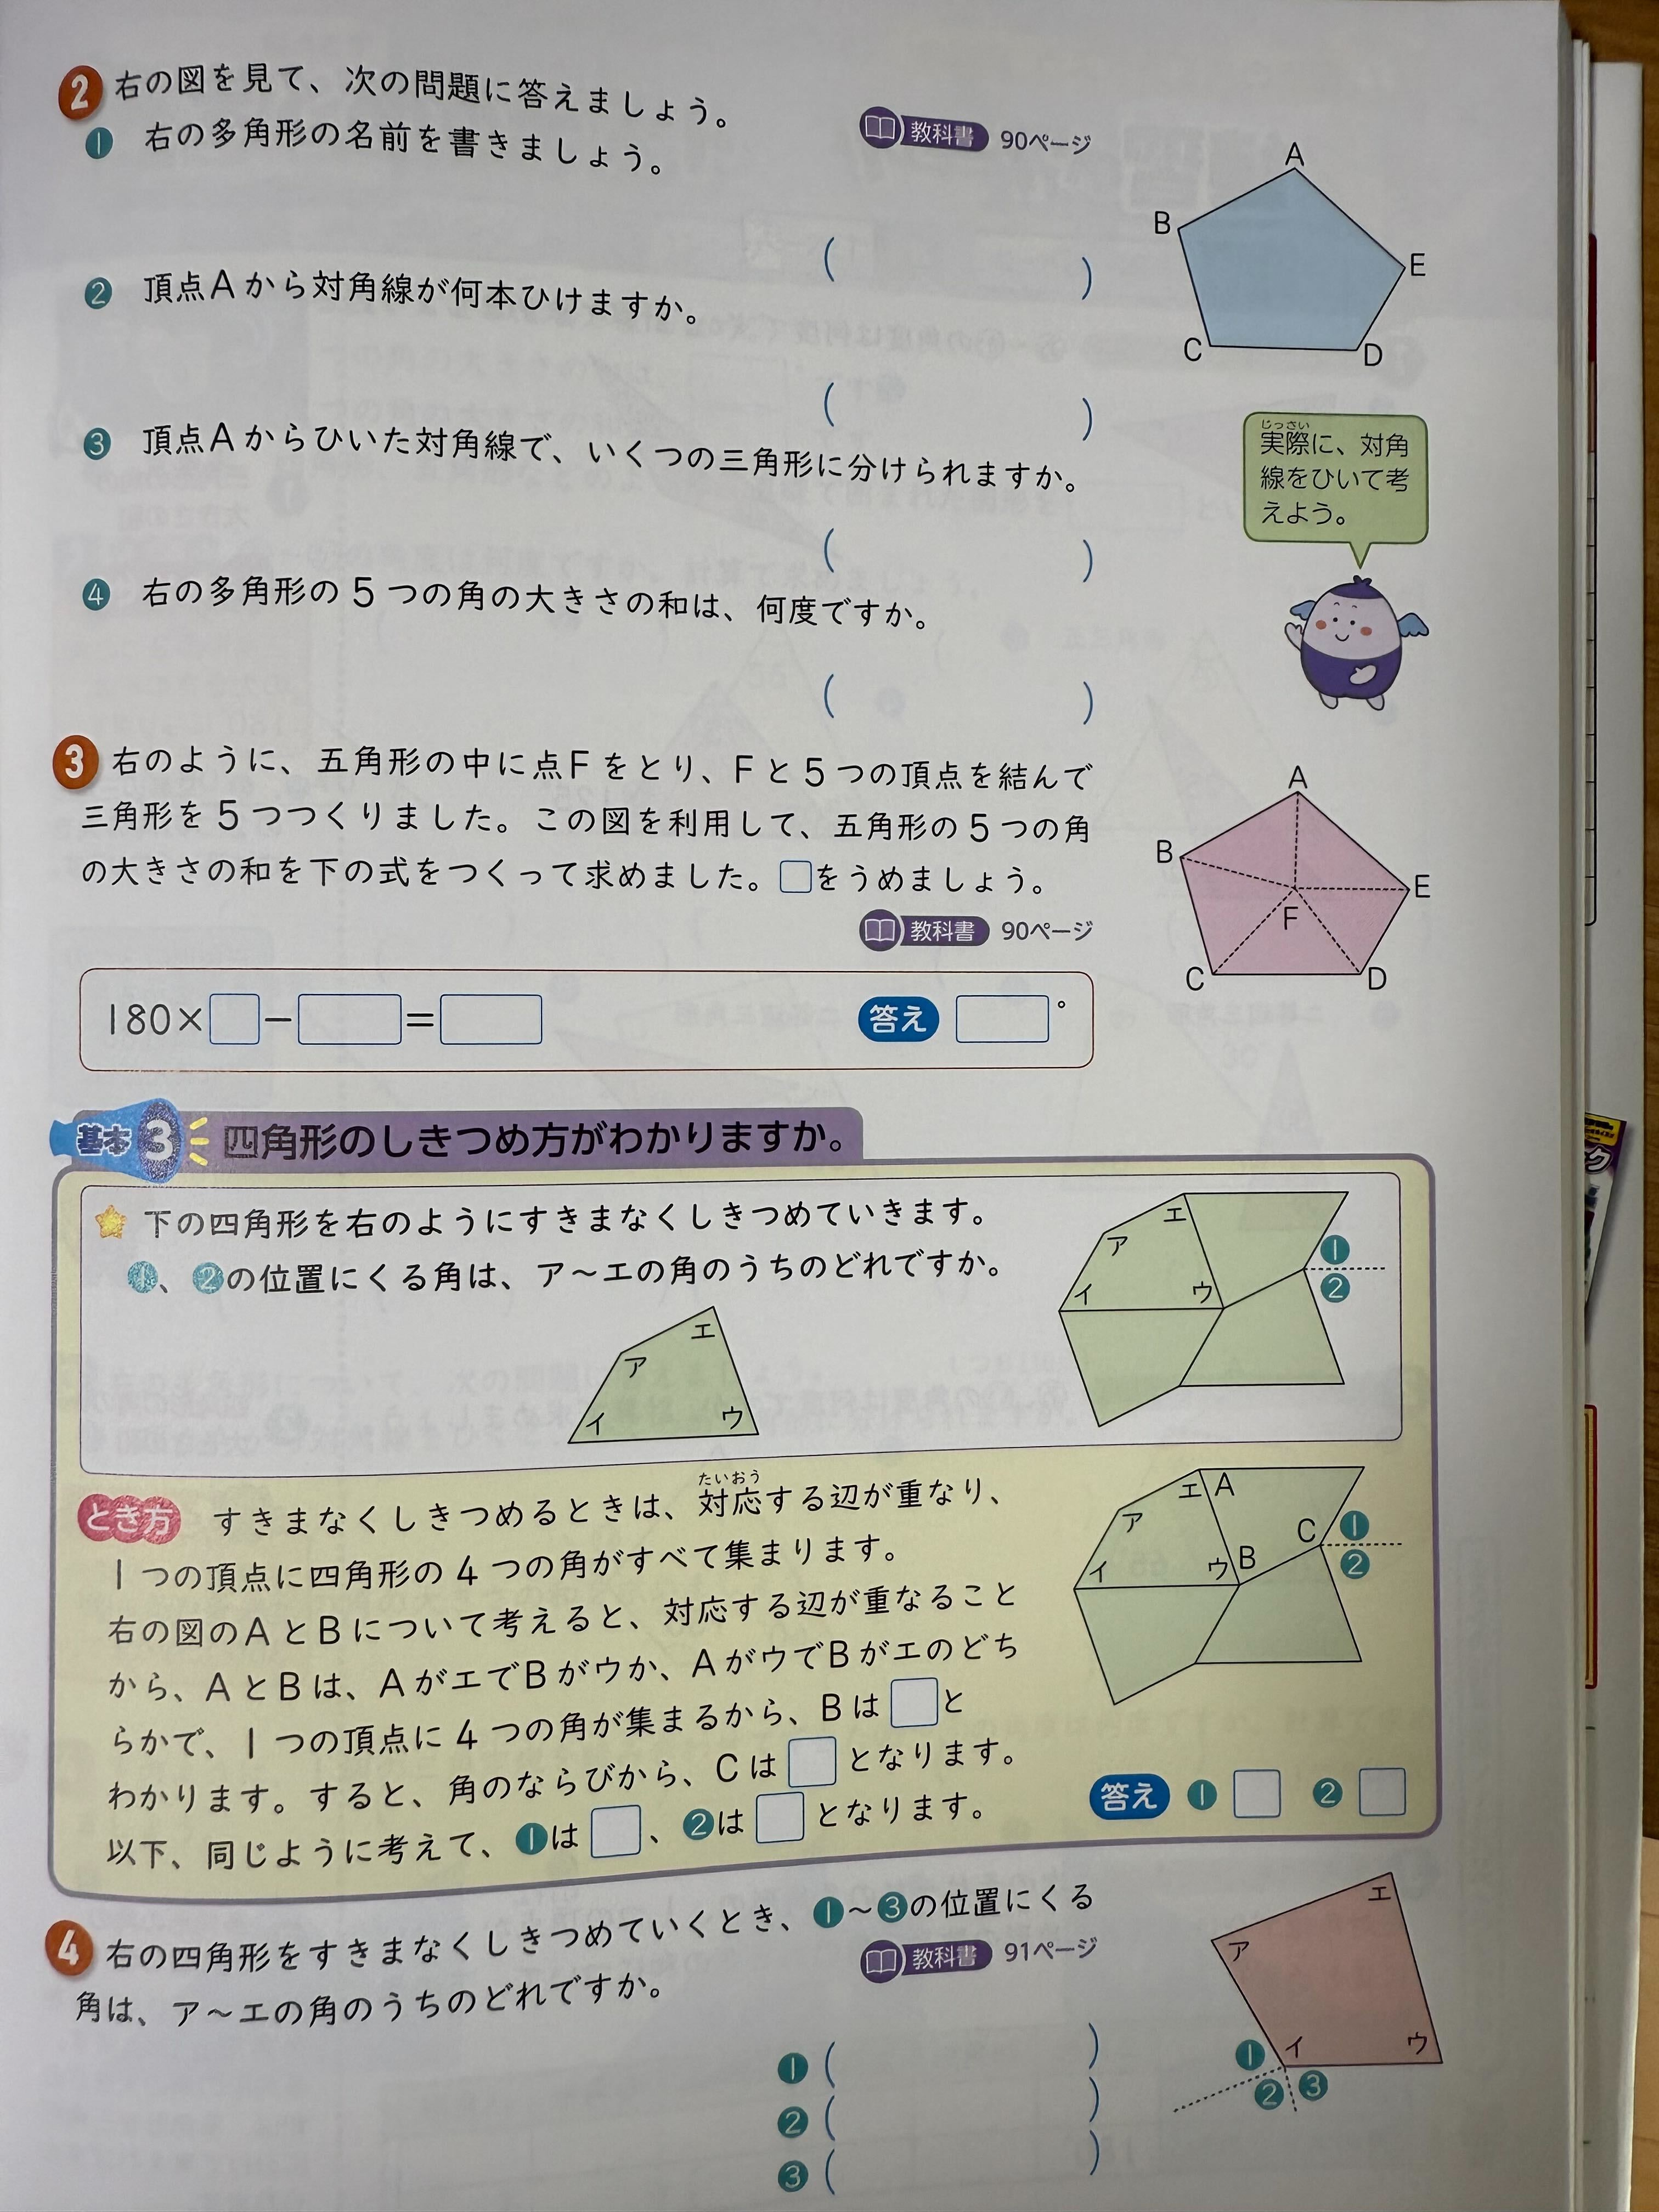 2 右の図を見て、次の問題に答えましょう。
教科書 90ページ
1 右の多角形の名前を書きましょう。
( )
A
B
E
C
D
2 頂点Aから対角線が何本ひけますか。
( )
3 頂点Aからひいた対角線で、いくつの三角形に分けられますか。
( )
じっさい
実際に、対角
線をひいて考
えよう。
4 右の多角形の5つの角の大きさの和は、何度ですか。
( )
3 右のように、五角形の中に点Fをとり、Fと5つの頂点を結んで
三角形を5つつくりました。この図を利用して、五角形の5つの角
の大きさの和を下の式をつくって求めました。□をうめましょう。
教科書 90ページ
A
B
E
F
C
D
180×□−□=□ 答え □°
基本3 四角形のしきつめ方がわかりますか。
下の四角形を右のようにすきまなくしきつめていきます。
1、2の位置にくる角は、ア〜エの角のうちのどれですか。
エ
ア
イ
ウ
エ
ア
イ
ウ
1
2
とき方 すきまなくしきつめるときは、対応する辺が重なり、
たいおう
1つの頂点に四角形の4つの角がすべて集まります。
右の図のAとBについて考えると、対応する辺が重なること
から、AとBは、AがエでBがウか、AがウでBがエのどち
らかで、1つの頂点に4つの角が集まるから、Bは□と
わかります。すると、角のならびから、Cは□となります。
以下、同じように考えて、1は□、2は□となります。
エ A
ア
C 1
イ ウ B 2
答え 1 □ 2 □
4 右の四角形をすきまなくしきつめていくとき、1〜3の位置にくる
角は、ア〜エの角のうちのどれですか。
教科書 91ページ
1 ( )
2 ( )
3 (
エ
ア
1 イ ウ
2 3